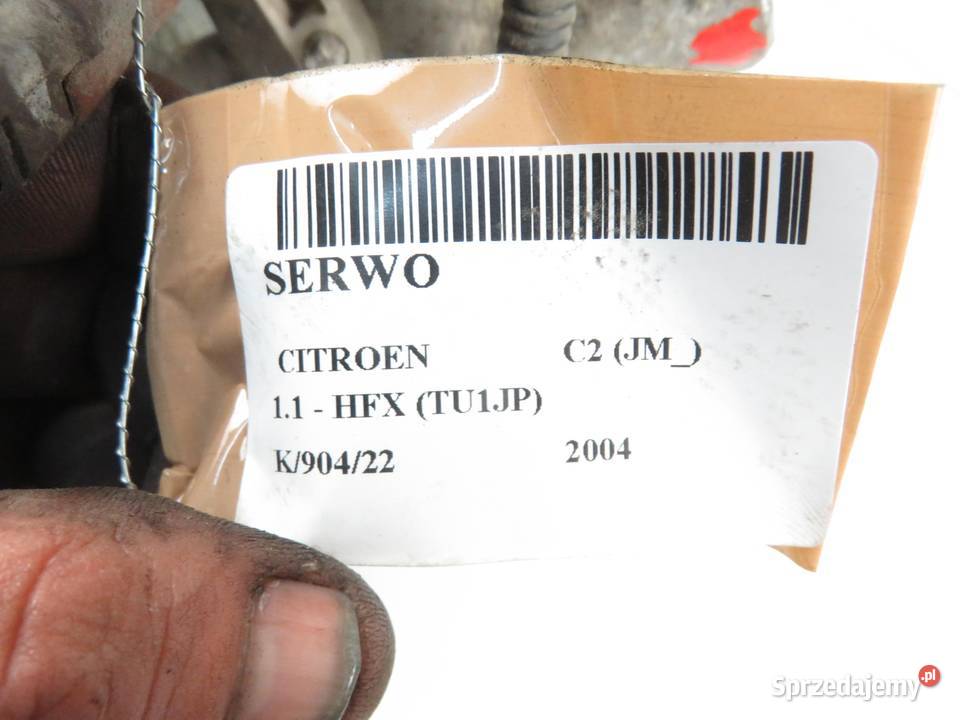 SERWO
CITROEN C2 (JM_)
1.1 - HFX (TU1JP)
K/904/22 2004
Sprzedajemy.pl